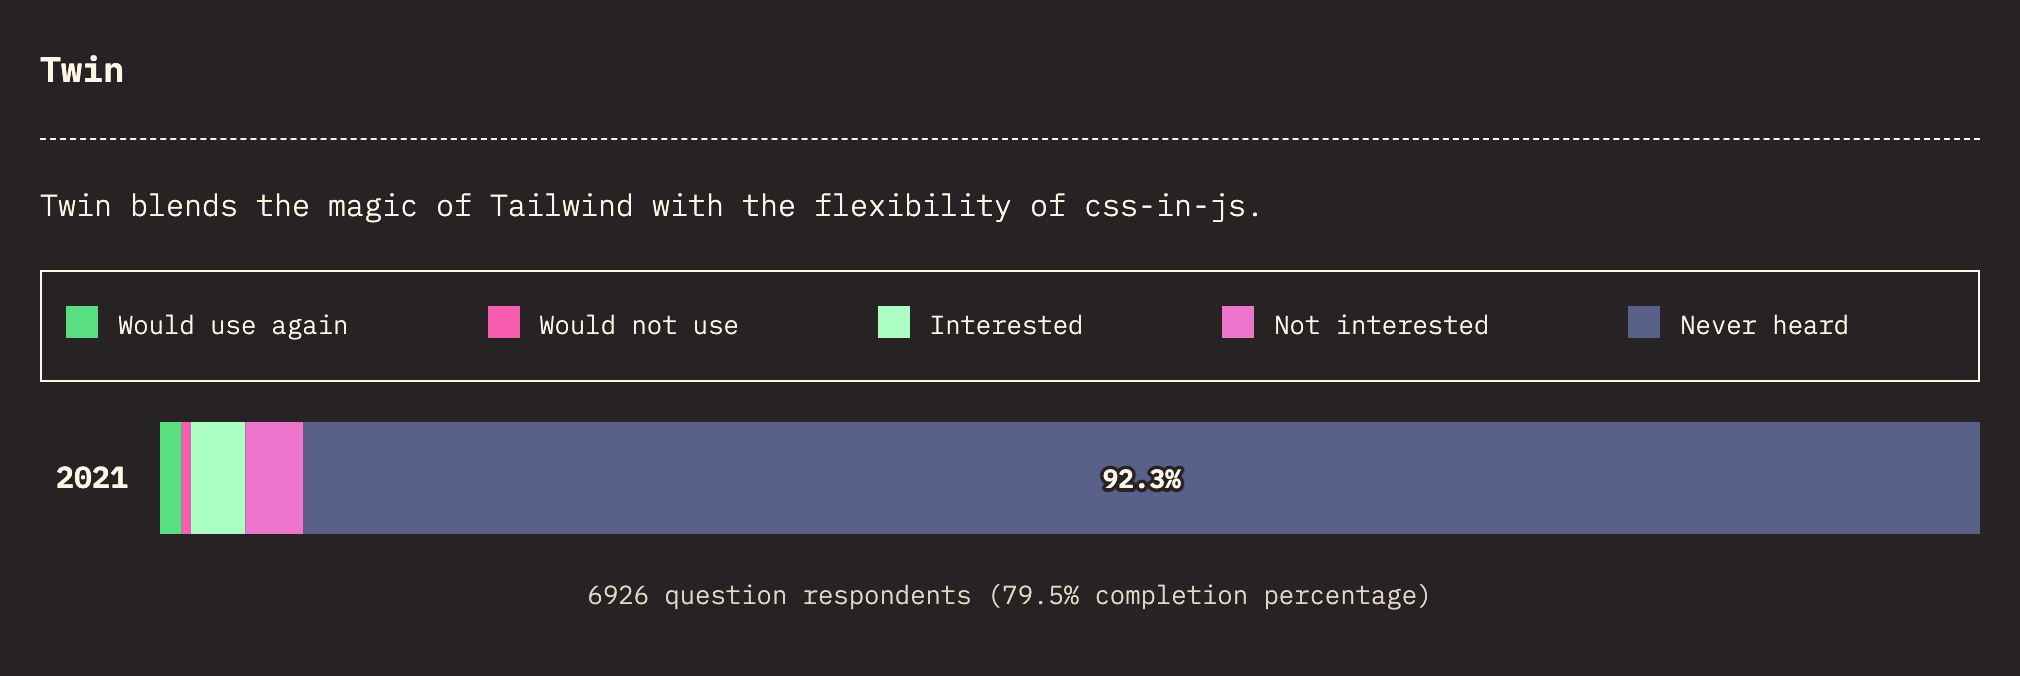 Twin
Twin blends the magic of Tailwind with the flexibility of css-in-js.
Would use again Would not use Interested Not interested Never heard
2021 92.3%
6926 question respondents (79.5% completion percentage)